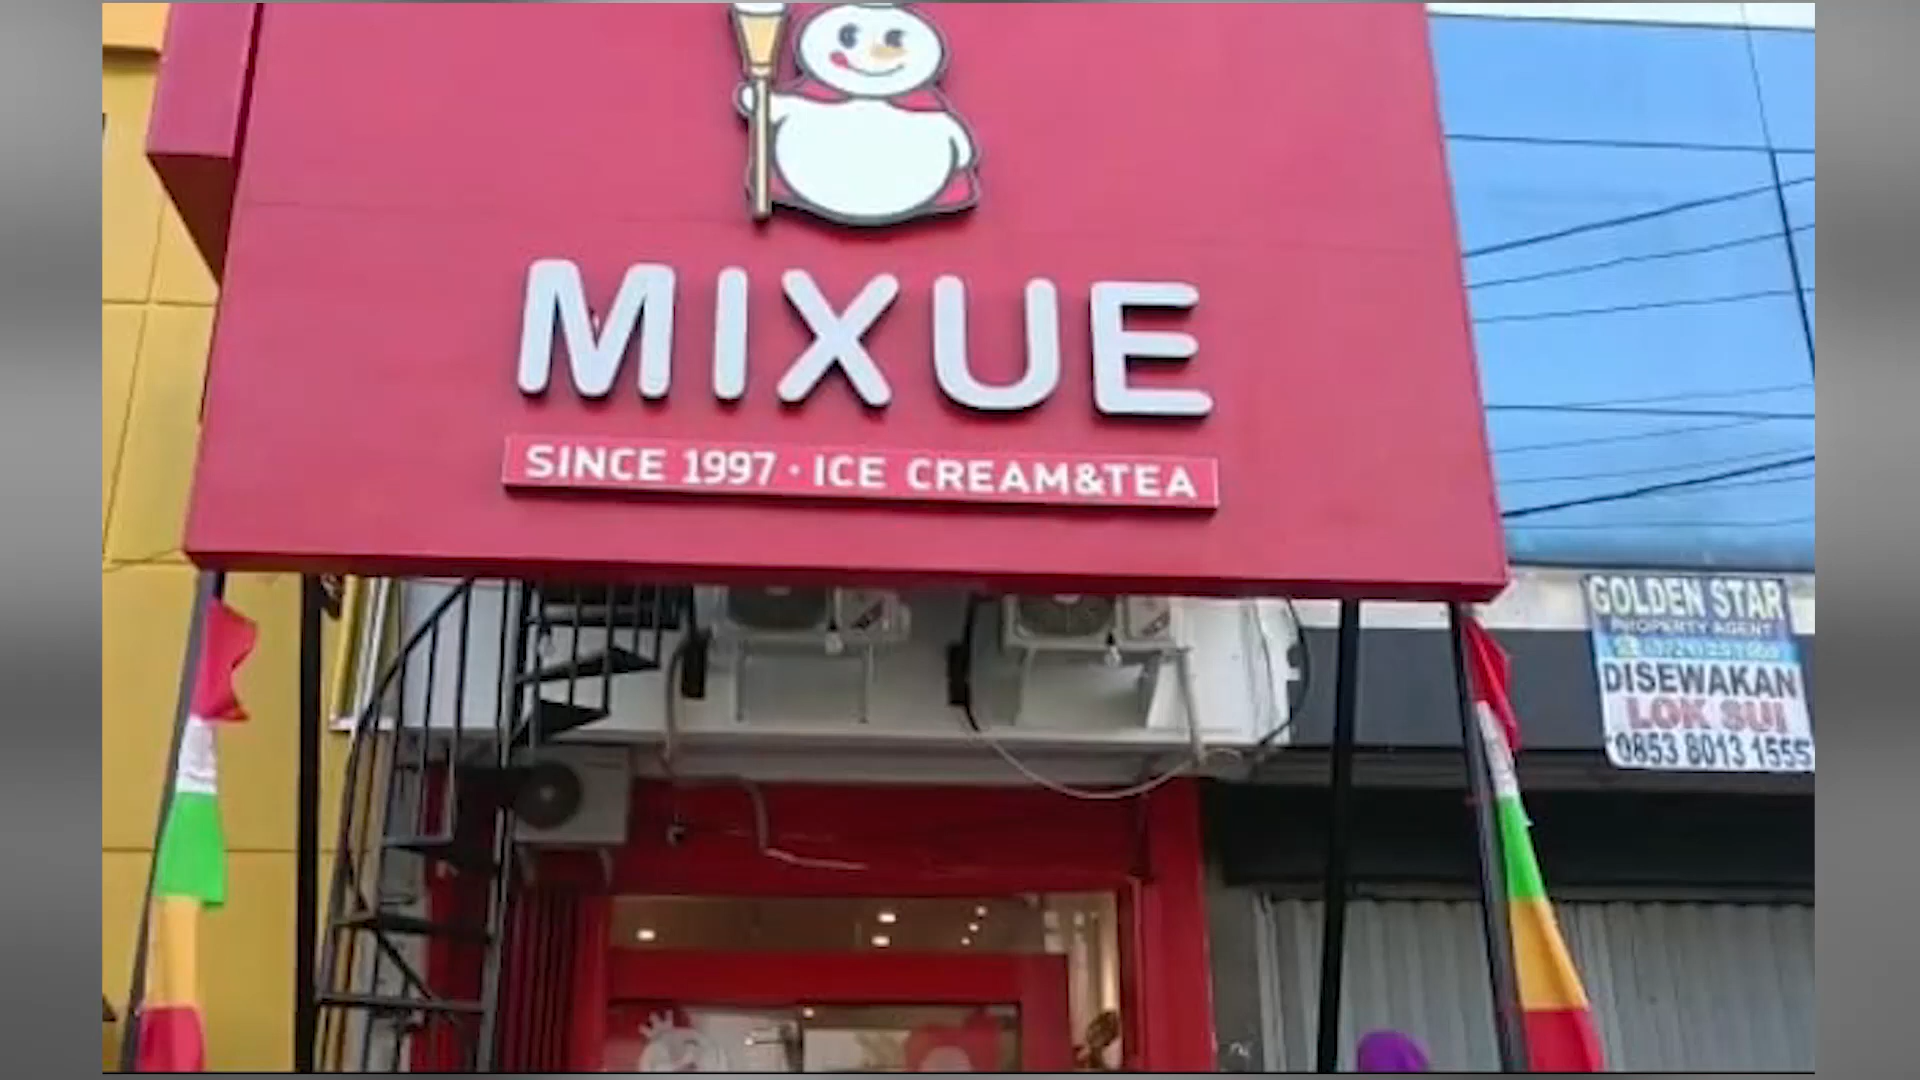 MIXUE
SINCE 1997 · ICE CREAM&TEA
GOLDEN STAR
PROPERTY AGENT
DISEWAKAN
LOK SUI
0853 8013 1555